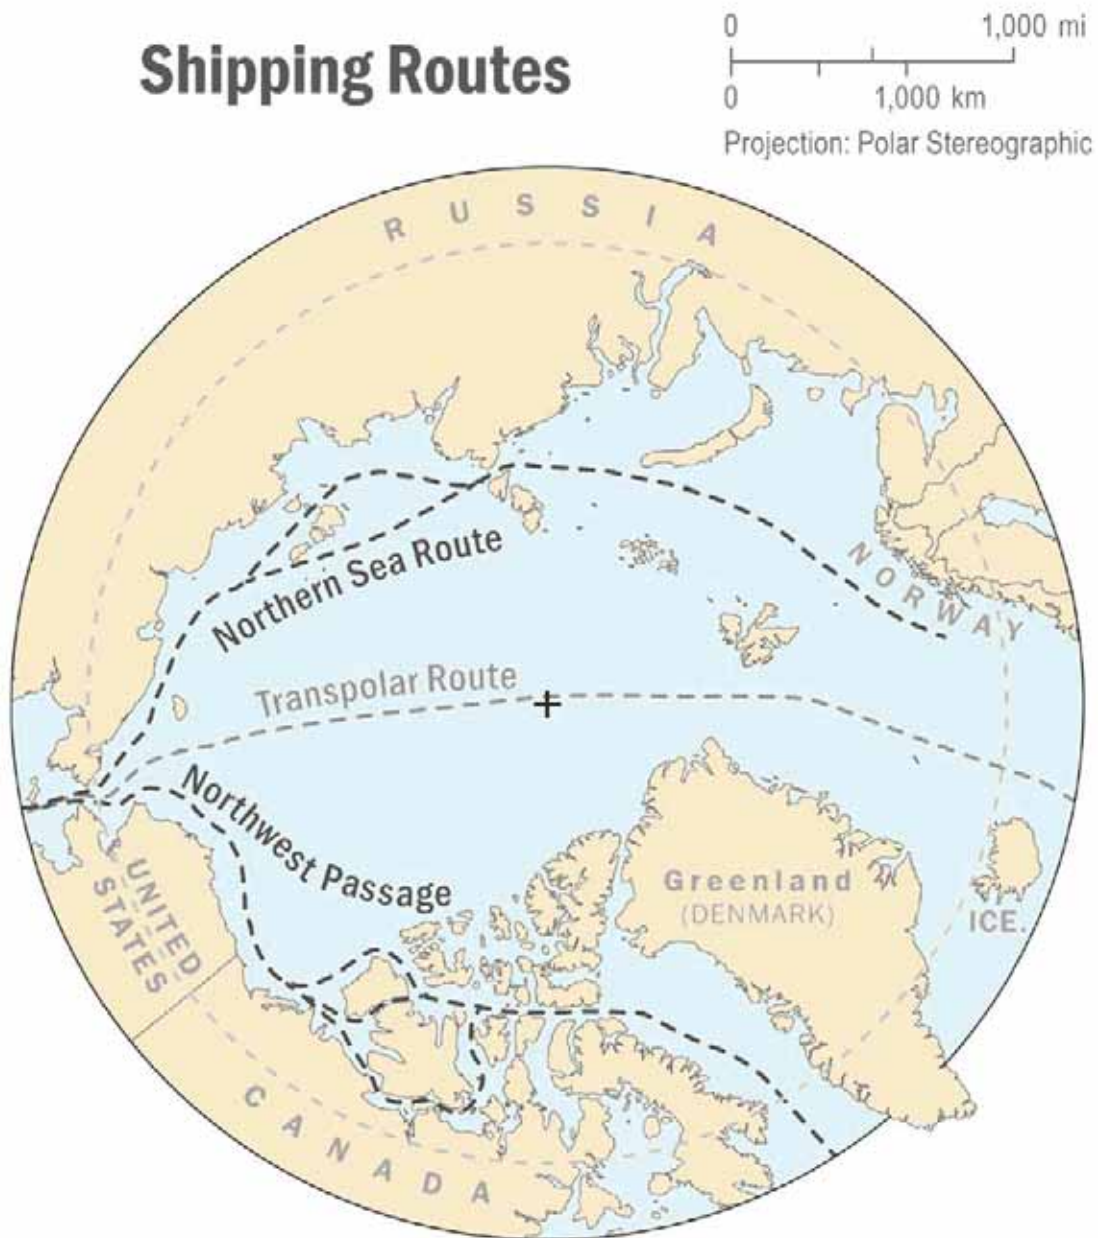 Shipping Routes
0 1,000 mi
0 1,000 km
Projection: Polar Stereographic
RUSSIA
NORWAY
Northern Sea Route
Transpolar Route
Northwest Passage
UNITED
STATES
Greenland
(DENMARK)
ICE.
CANADA